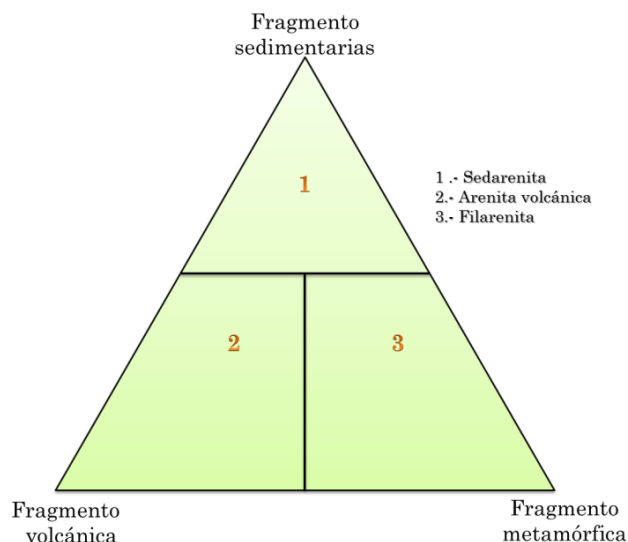 Fragmento
sedimentarias
1
1 .- Sedarenita
2.- Arenita volcánica
3.- Filarenita
2
3
Fragmento
volcánica
Fragmento
metamórfica